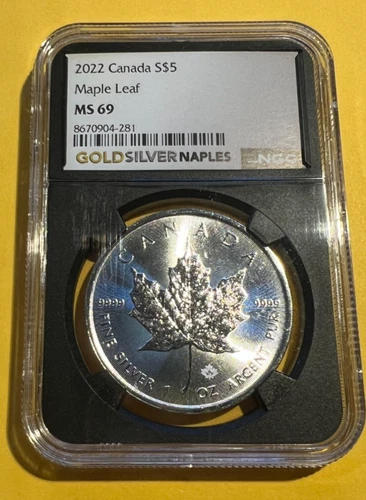 2022 Canada S$5
Maple Leaf
MS 69
8670904-281
GOLDSILVERNAPLES NGC
CANADA
9999 9999
FINE SILVER 1 OZ ARGENT PUR